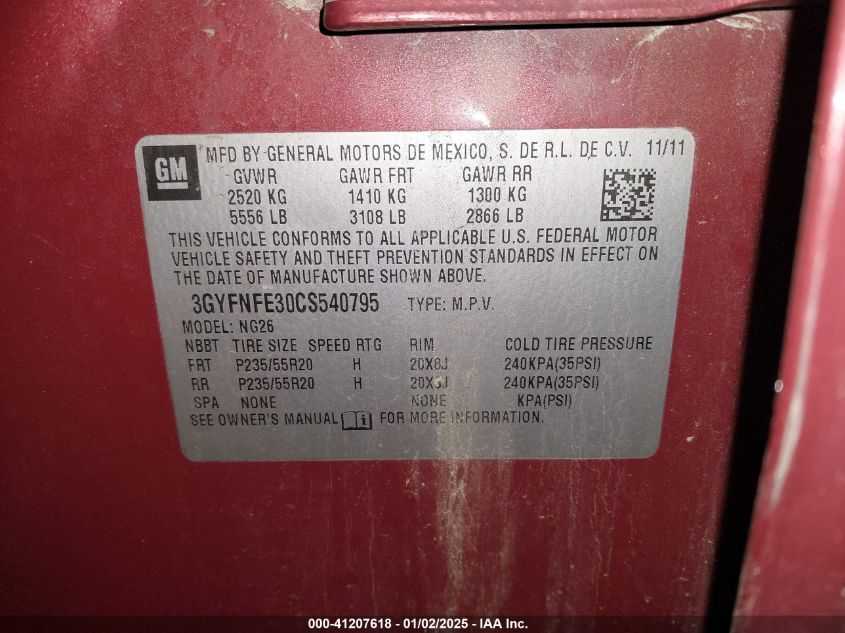 GM
MFD BY GENERAL MOTORS DE MEXICO, S. DE R.L. DE C.V. 11/11
GVWR GAWR FRT GAWR RR
2520 KG 1410 KG 1300 KG
5556 LB 3108 LB 2866 LB
THIS VEHICLE CONFORMS TO ALL APPLICABLE U.S. FEDERAL MOTOR
VEHICLE SAFETY AND THEFT PREVENTION STANDARDS IN EFFECT ON
THE DATE OF MANUFACTURE SHOWN ABOVE.
3GYFNFE30CS540795 TYPE: M.P.V.
MODEL: NG26
NBBT TIRE SIZE SPEED RTG RIM COLD TIRE PRESSURE
FRT P235/55R20 H 20X8J 240KPA(35PSI)
RR P235/55R20 H 20X8J 240KPA(35PSI)
SPA NONE NONE KPA(PSI)
SEE OWNER'S MANUAL FOR MORE INFORMATION.
000-41207618 - 01/02/2025 - IAA Inc.